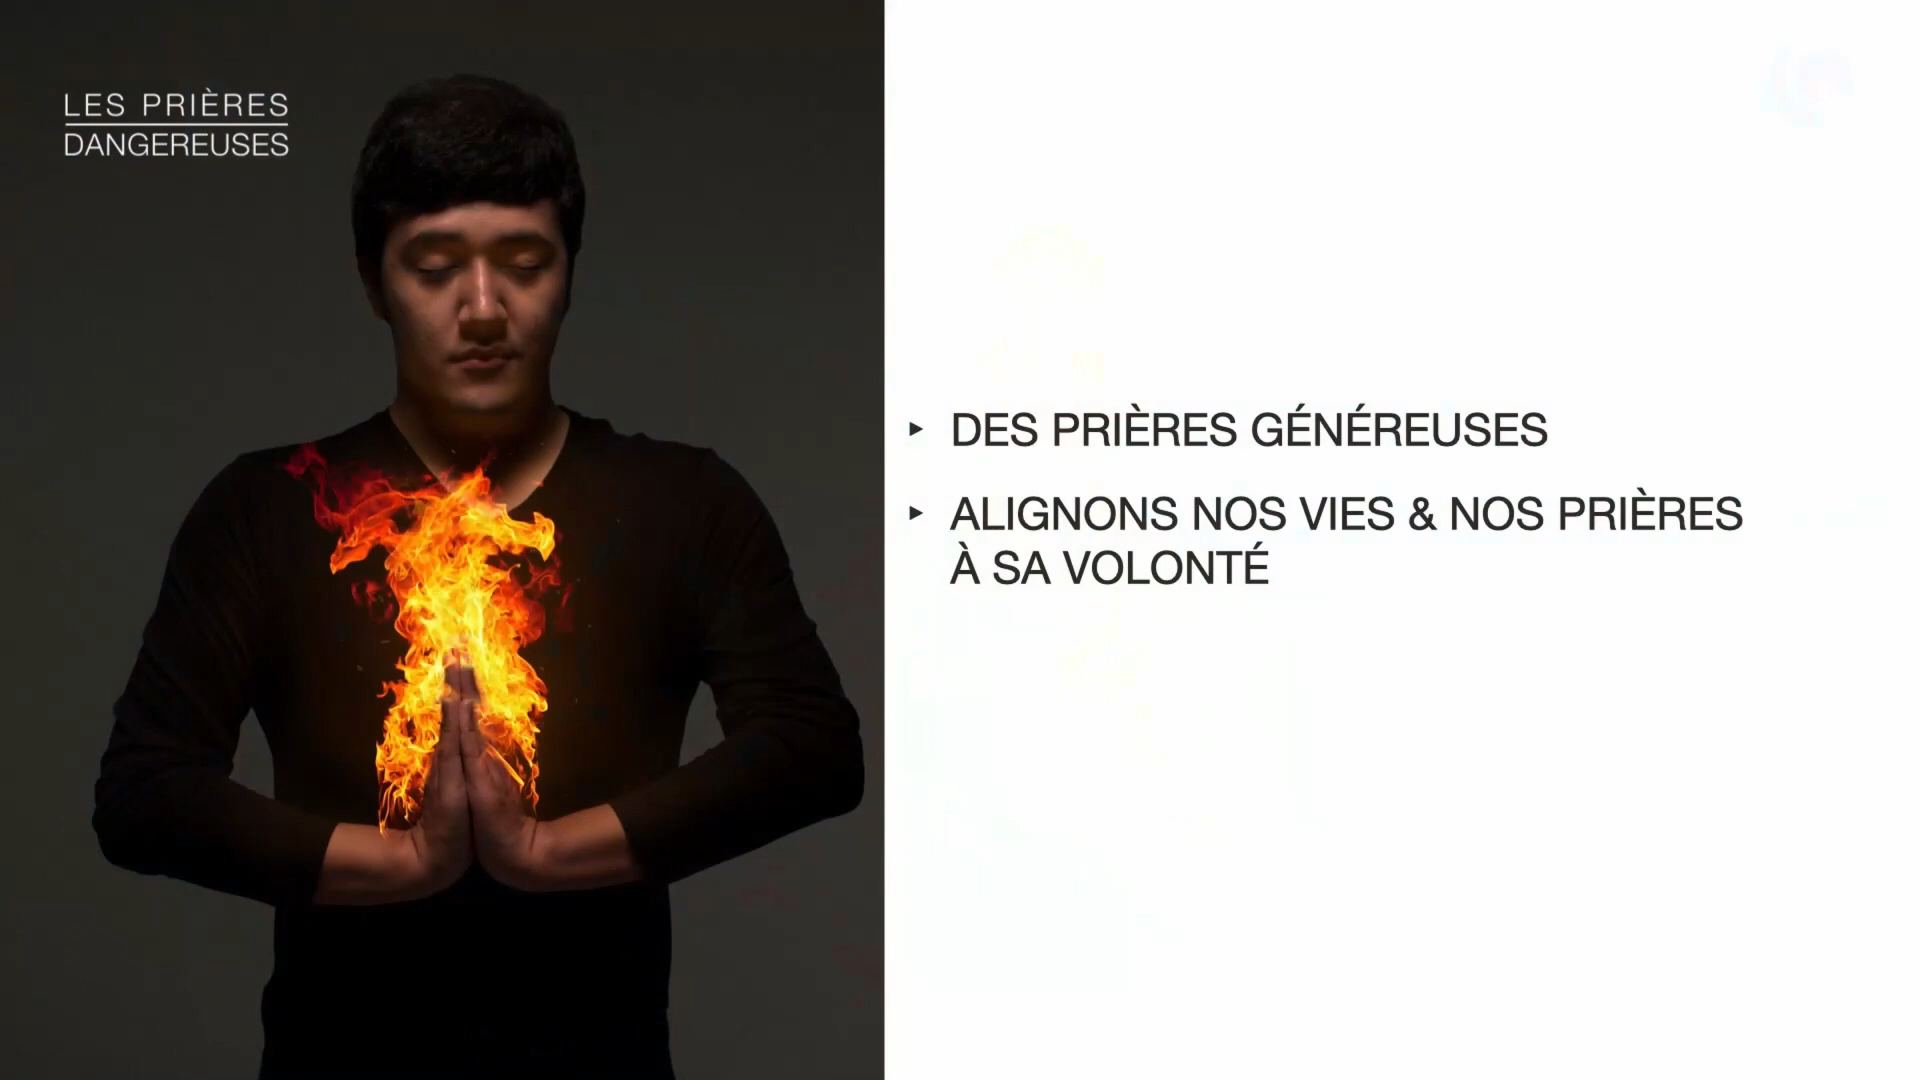 LES PRIÈRES
DANGEREUSES
‣ DES PRIÈRES GÉNÉREUSES
‣ ALIGNONS NOS VIES & NOS PRIÈRES
À SA VOLONTÉ